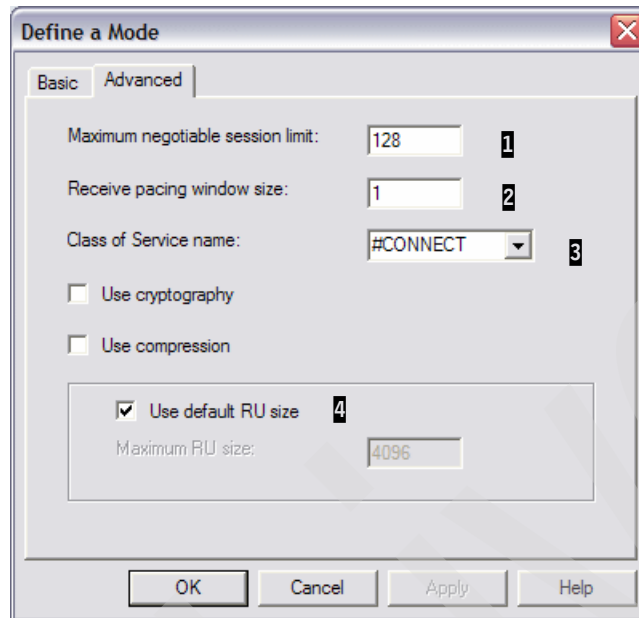 Define a Mode
Basic Advanced
Maximum negotiable session limit: 128 1
Receive pacing window size: 1 2
Class of Service name: #CONNECT 3
Use cryptography
Use compression
Use default RU size 4
Maximum RU size: 4096
OK Cancel Apply Help